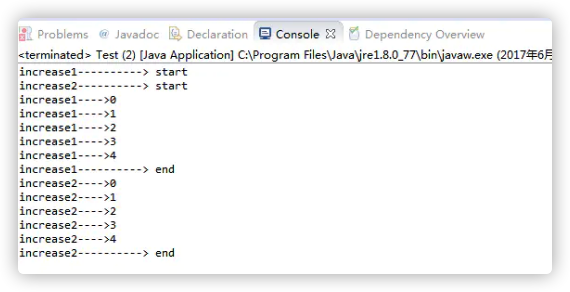 Problems @ Javadoc Declaration Console Dependency Overview
<terminated> Test (2) [Java Application] C:\Program Files\Java\jre1.8.0_77\bin\javaw.exe (2017年6月
increase1----------> start
increase2----------> start
increase1---->0
increase1---->1
increase1---->2
increase1---->3
increase1---->4
increase1----------> end
increase2---->0
increase2---->1
increase2---->2
increase2---->3
increase2---->4
increase2----------> end